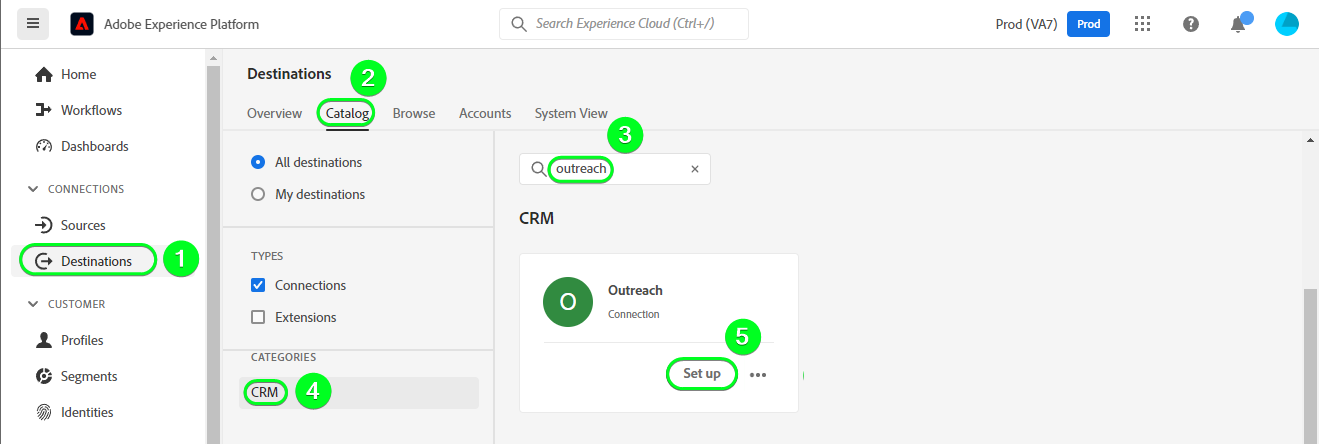 Adobe Experience Platform
Search Experience Cloud (Ctrl+/)
Prod (VA7)
Prod
Home
Workflows
Dashboards
CONNECTIONS
Sources
Destinations
1
CUSTOMER
Profiles
Segments
Identities
Destinations
2
Overview
Catalog
Browse
Accounts
System View
3
All destinations
My destinations
TYPES
Connections
Extensions
CATEGORIES
CRM
4
outreach
CRM
O
Outreach
Connection
5
Set up